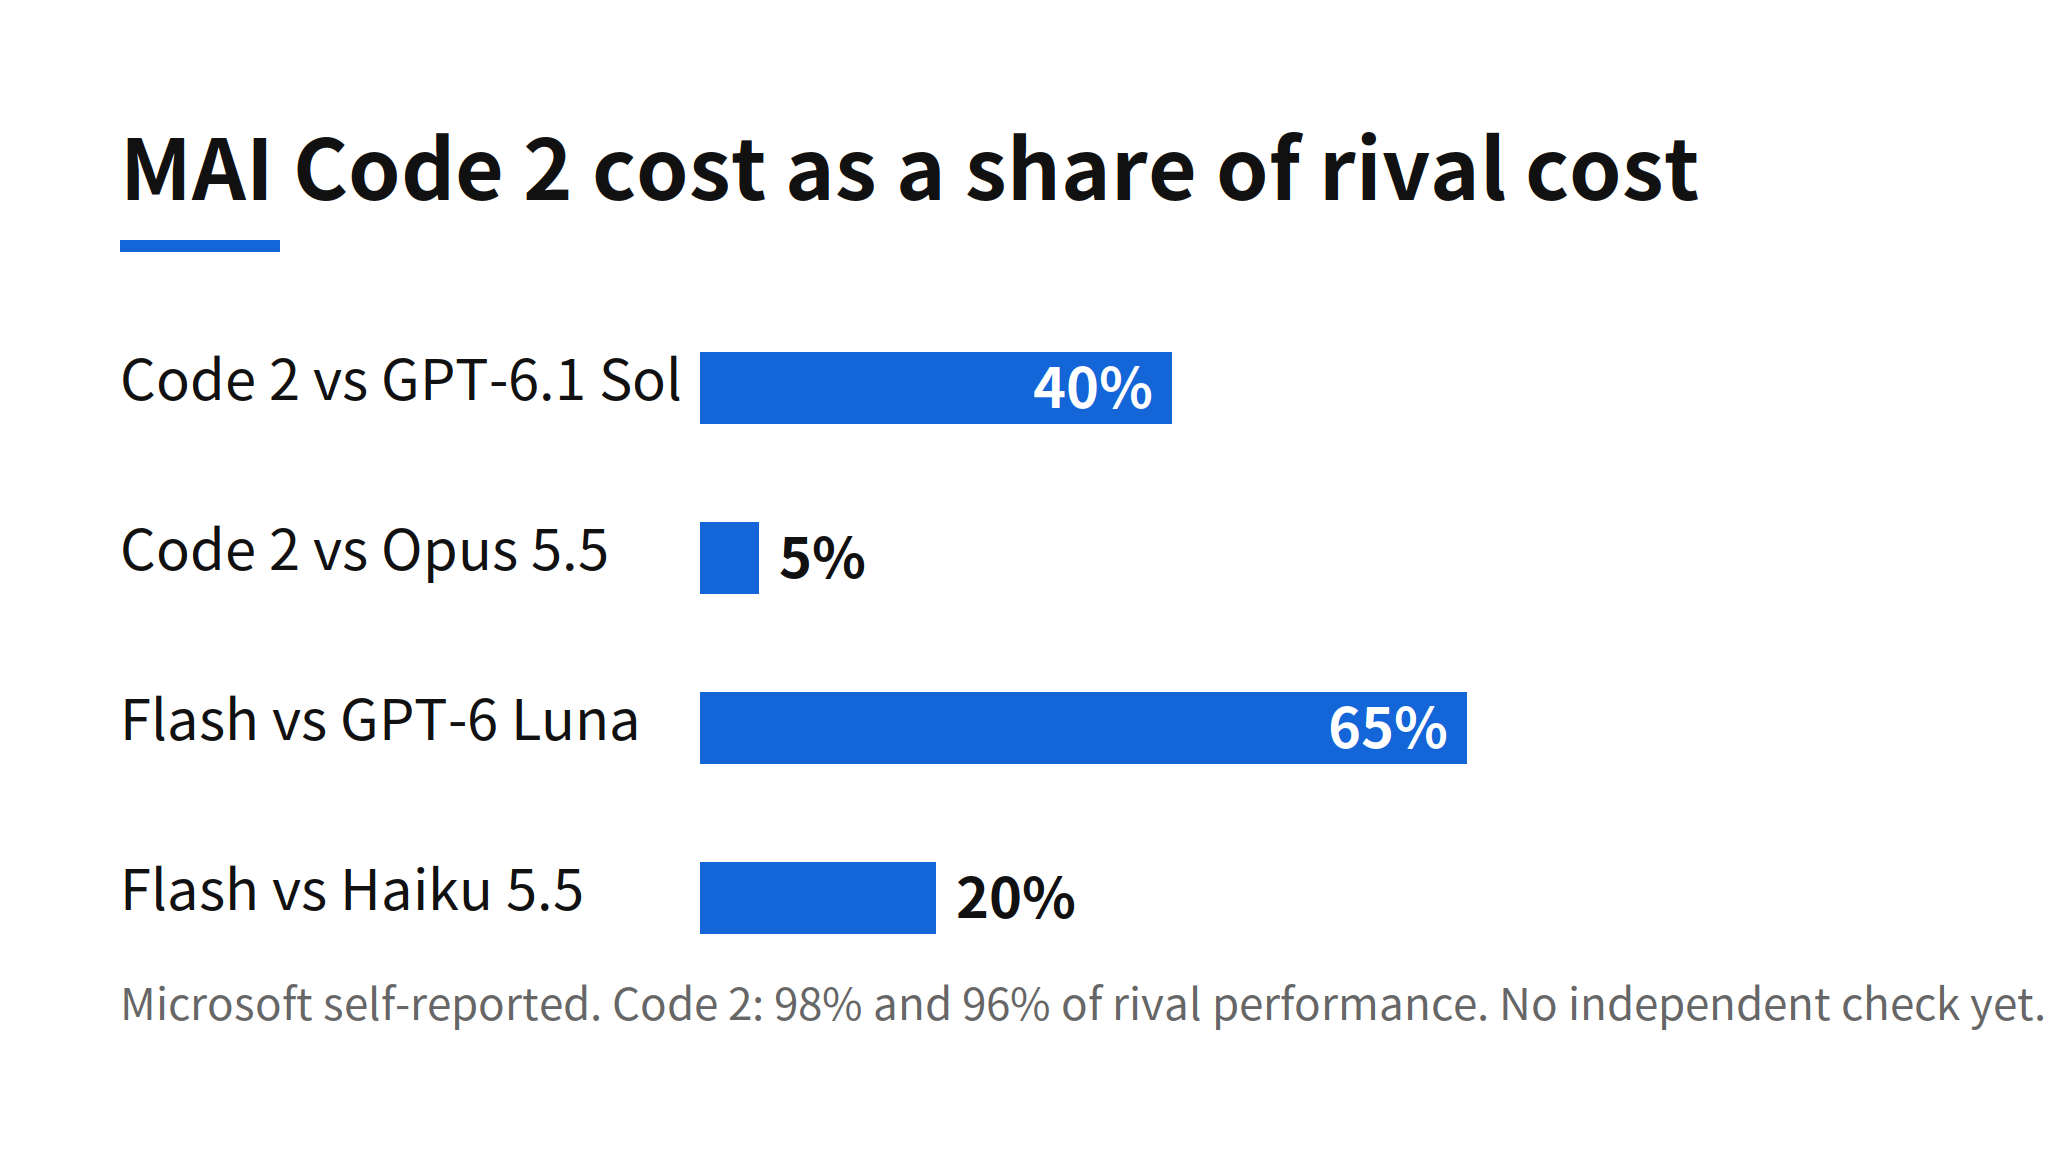 MAI Code 2 cost as a share of rival cost
Code 2 vs GPT-6.1 Sol 40%
Code 2 vs Opus 5.5 5%
Flash vs GPT-6 Luna 65%
Flash vs Haiku 5.5 20%
Microsoft self-reported. Code 2: 98% and 96% of rival performance. No independent check yet.